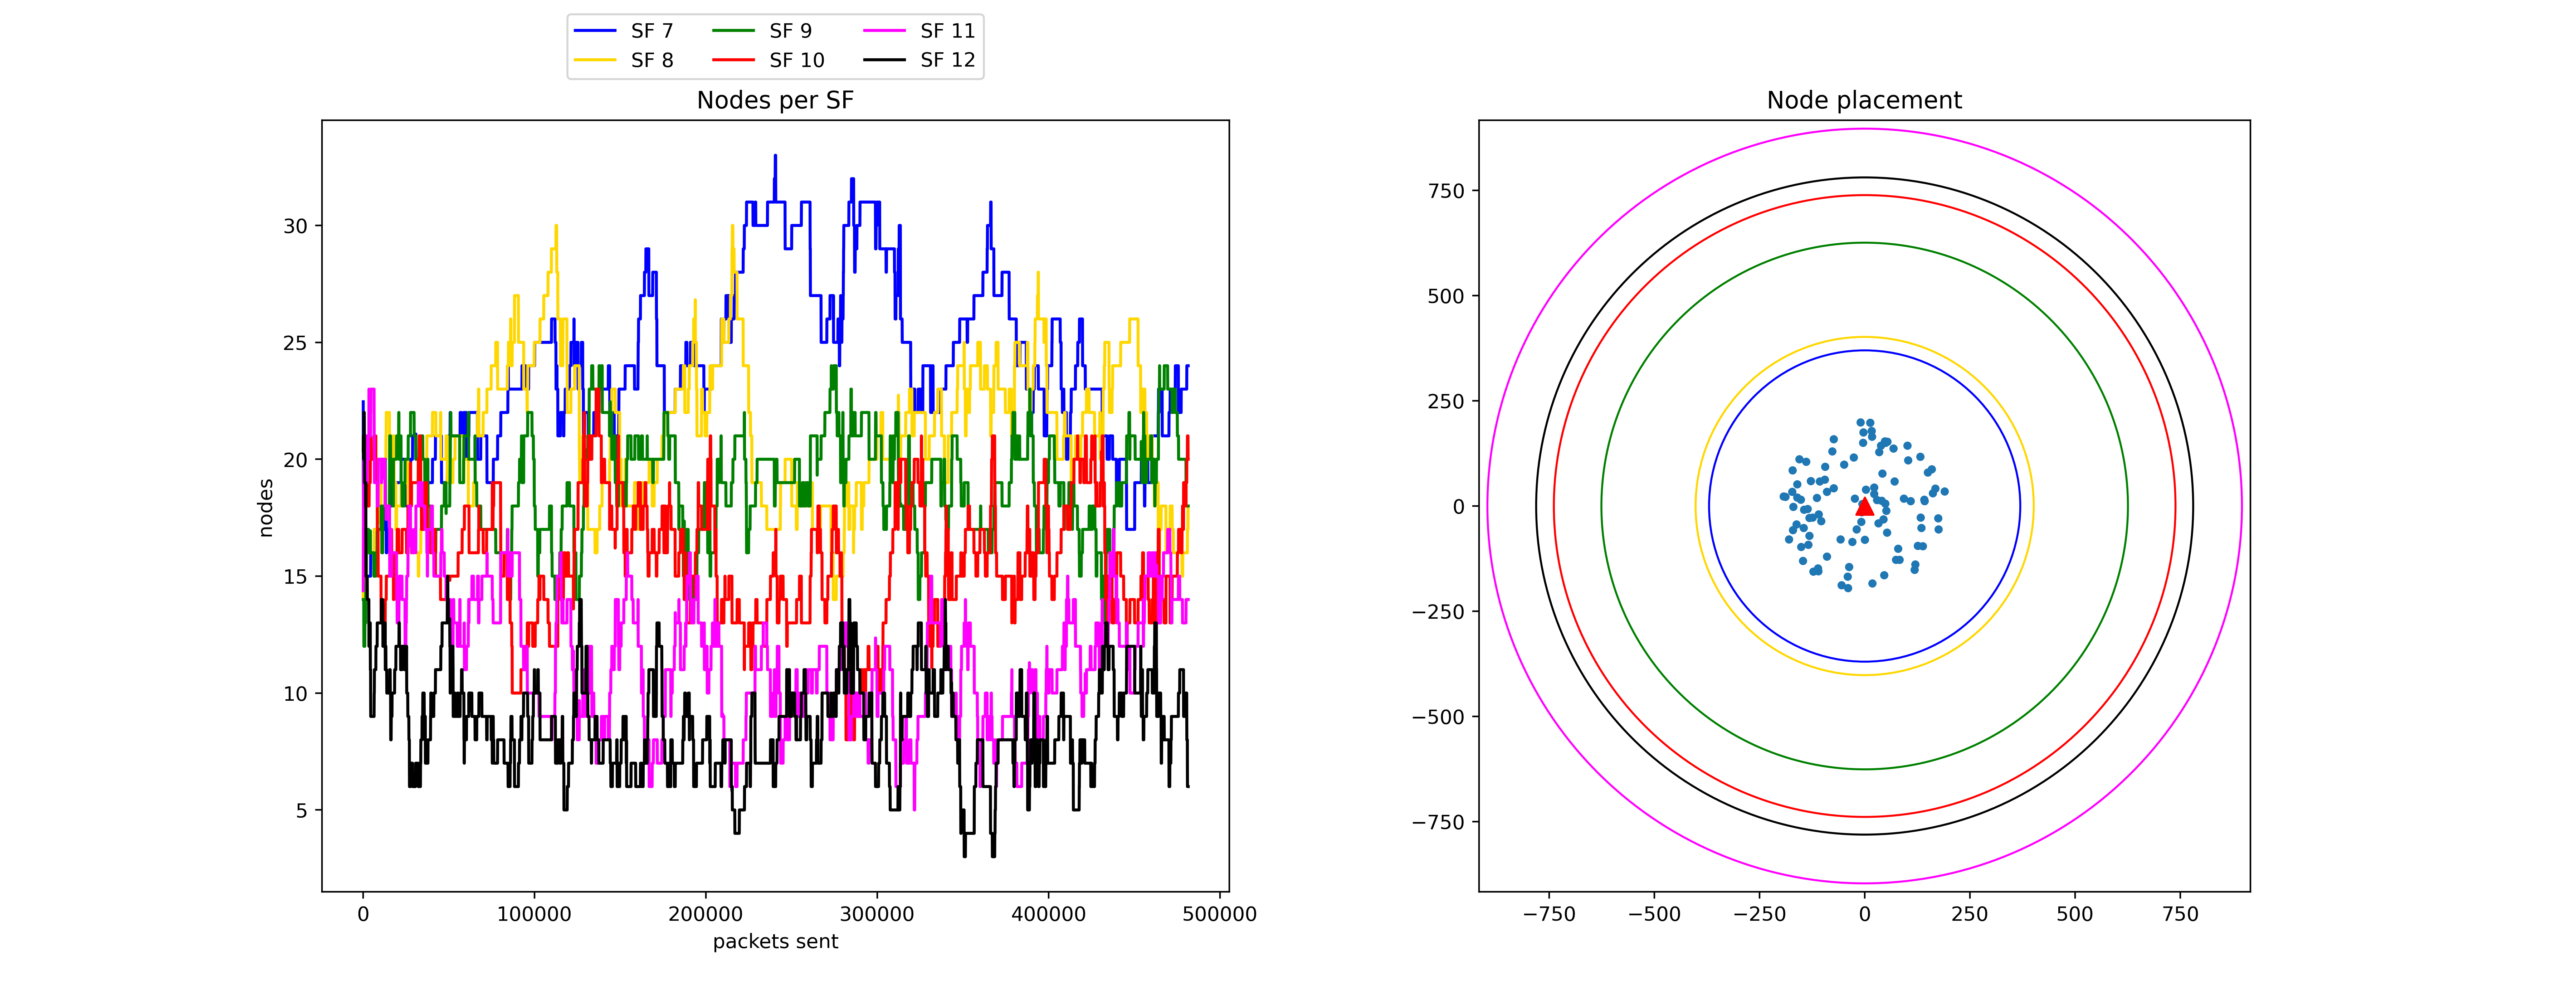 SF 7 SF 9 SF 11
SF 8 SF 10 SF 12
Nodes per SF
30
25
20
15
10
5
nodes
0 100000 200000 300000 400000 500000
packets sent
Node placement
750
500
250
0
−250
−500
−750
−750 −500 −250 0 250 500 750